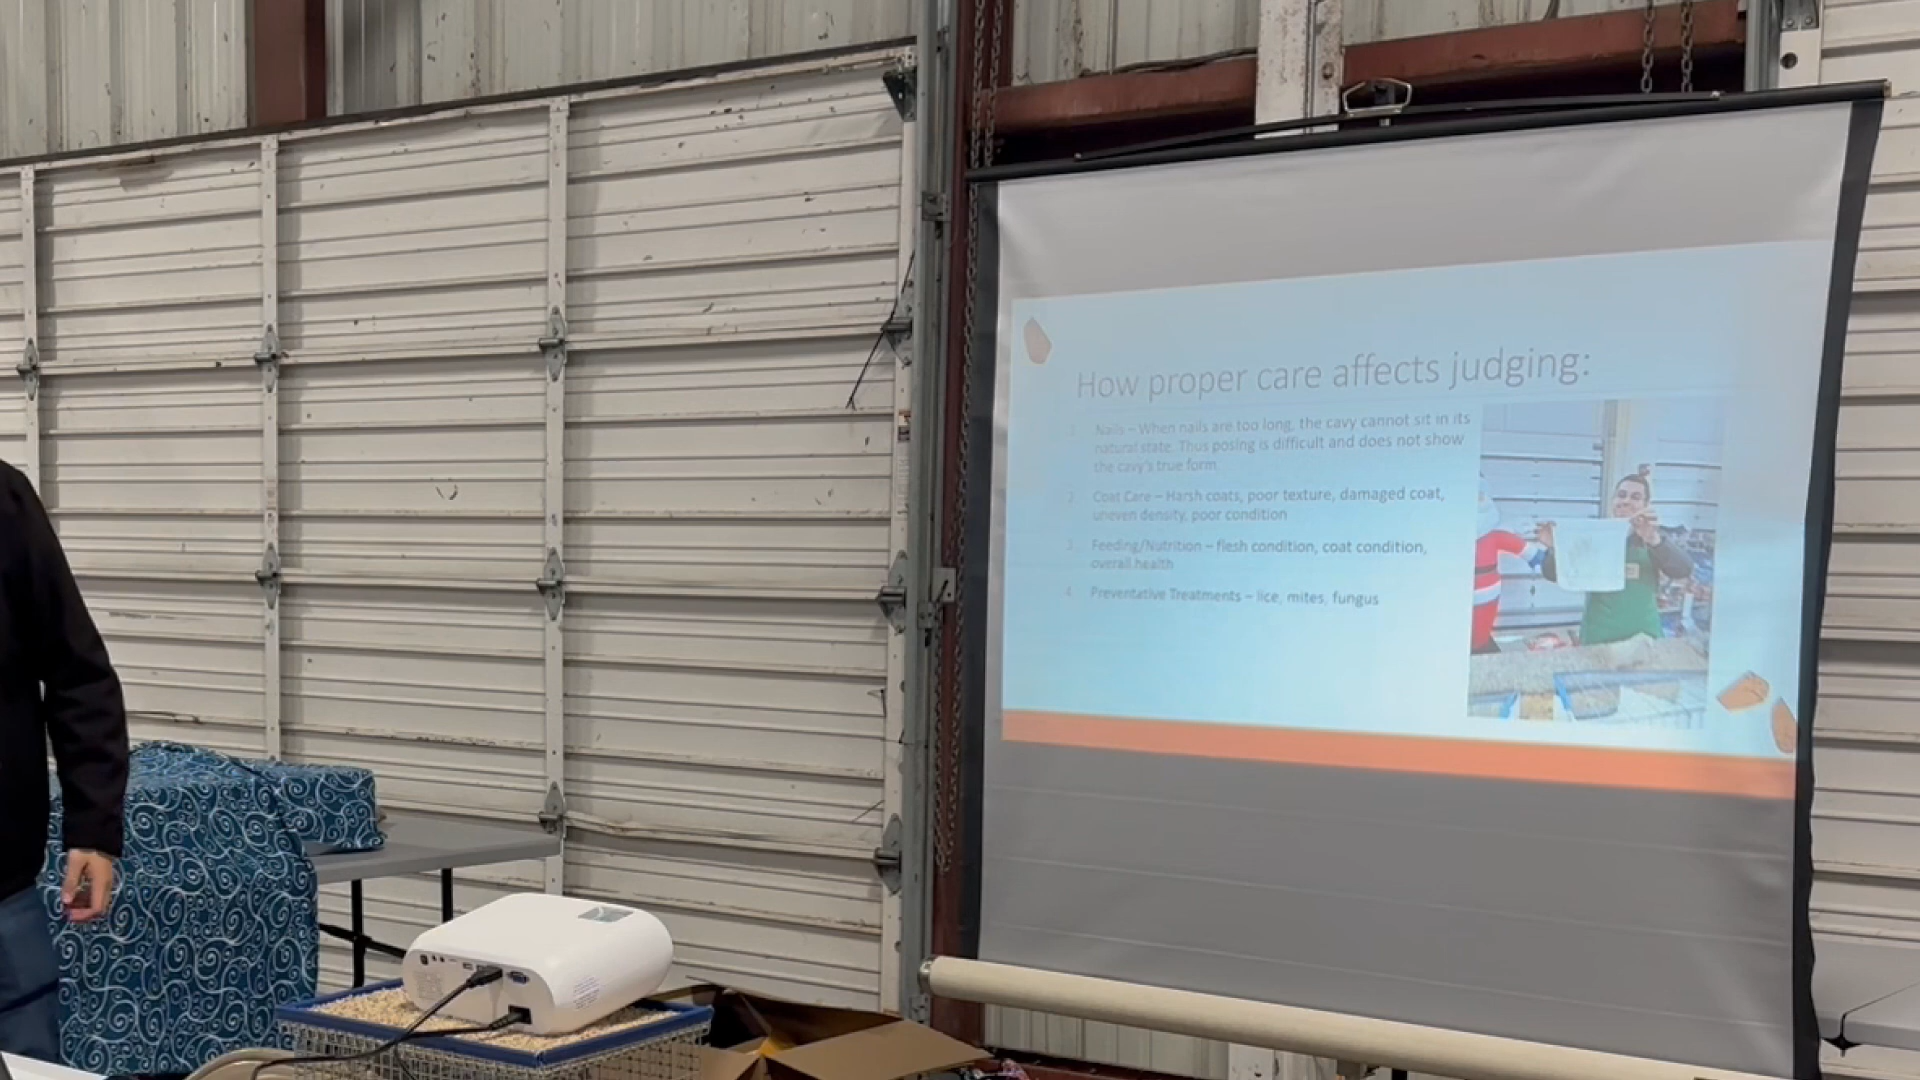 How proper care affects judging:
1. Nails – When nails are too long, the cavy cannot sit in its
natural state. Thus posing is difficult and does not show
the cavy's true form.
2. Coat Care – Harsh coats, poor texture, damaged coat,
uneven density, poor condition
3. Feeding/Nutrition – flesh condition, coat condition,
overall health
4. Preventative Treatments – lice, mites, fungus